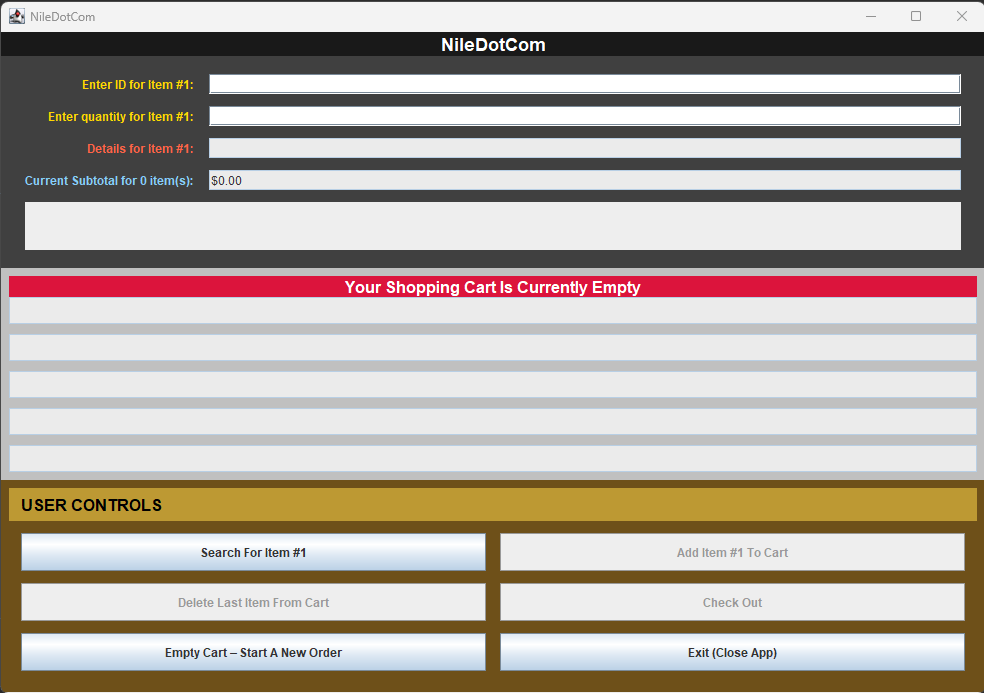 NileDotCom
NileDotCom
Enter ID for Item #1:
Enter quantity for Item #1:
Details for Item #1:
Current Subtotal for 0 item(s): $0.00
Your Shopping Cart Is Currently Empty
USER CONTROLS
Search For Item #1 Add Item #1 To Cart
Delete Last Item From Cart Check Out
Empty Cart – Start A New Order Exit (Close App)